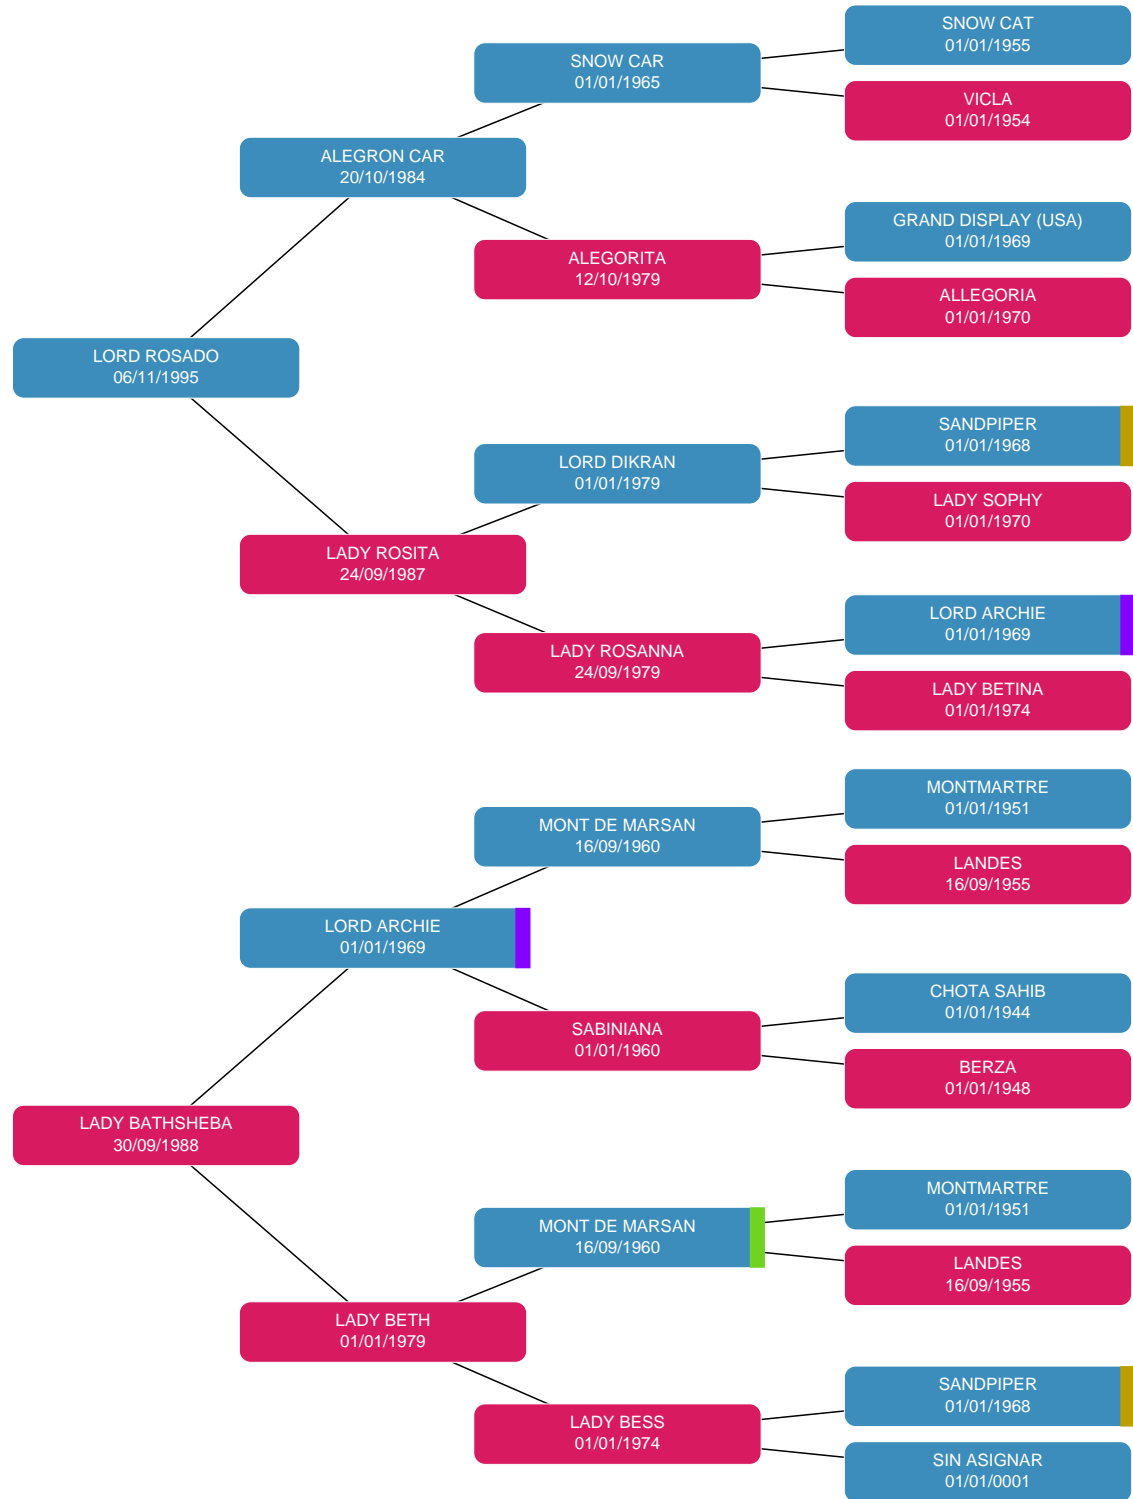 SNOW CAT
01/01/1955
SNOW CAR
01/01/1965
VICLA
01/01/1954
ALEGRON CAR
20/10/1984
GRAND DISPLAY (USA)
01/01/1969
ALEGORITA
12/10/1979
ALLEGORIA
01/01/1970
LORD ROSADO
06/11/1995
SANDPIPER
01/01/1968
LORD DIKRAN
01/01/1979
LADY SOPHY
01/01/1970
LADY ROSITA
24/09/1987
LORD ARCHIE
01/01/1969
LADY ROSANNA
24/09/1979
LADY BETINA
01/01/1974
MONTMARTRE
01/01/1951
MONT DE MARSAN
16/09/1960
LANDES
16/09/1955
LORD ARCHIE
01/01/1969
CHOTA SAHIB
01/01/1944
SABINIANA
01/01/1960
BERZA
01/01/1948
LADY BATHSHEBA
30/09/1988
MONTMARTRE
01/01/1951
MONT DE MARSAN
16/09/1960
LANDES
16/09/1955
LADY BETH
01/01/1979
SANDPIPER
01/01/1968
LADY BESS
01/01/1974
SIN ASIGNAR
01/01/0001